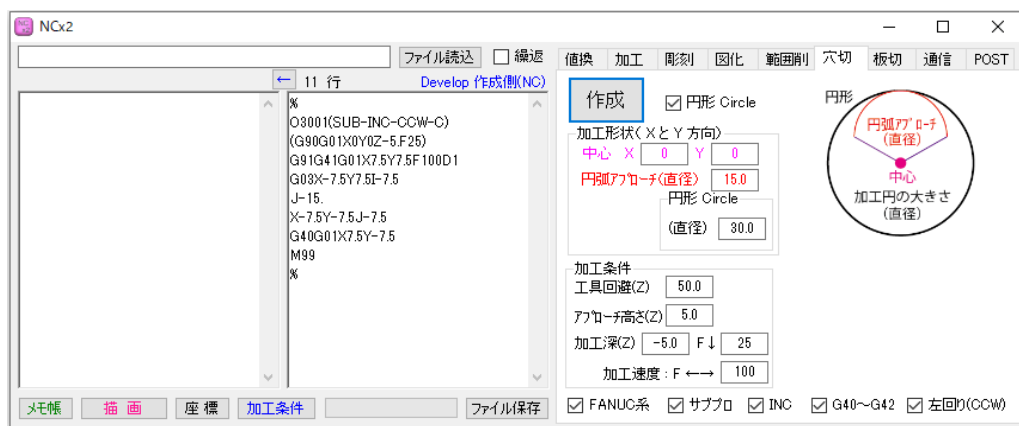 NCx2
ファイル読込 繰返
← 11 行 Develop 作成側(NC)
%
O3001(SUB-INC-CCW-C)
(G90G01X0Y0Z-5.F25)
G91G41G01X7.5Y7.5F100D1
G03X-7.5Y7.5I-7.5
J-15.
X-7.5Y-7.5J-7.5
G40G01X7.5Y-7.5
M99
%
メモ帳 描 画 座 標 加工条件 ファイル保存
値換 加工 彫刻 図化 範囲削 穴切 板切 通信 POST
作成 円形 Circle
加工形状(XとY方向)
中心 X 0 Y 0
円弧アプローチ(直径) 15.0
円形 Circle
(直径) 30.0
加工条件
工具回避(Z) 50.0
アプローチ高さ(Z) 5.0
加工深(Z) -5.0 F↓ 25
加工速度:F ←→ 100
FANUC系 サブプロ INC G40～G42 左回り(CCW)
円形
円弧アプローチ
(直径)
中心
加工円の大きさ
(直径)